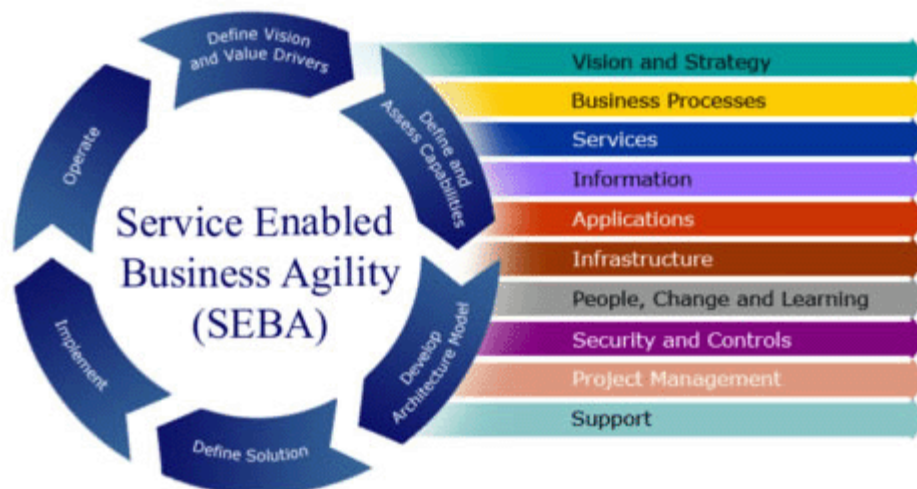 Define Vision
and Value Drivers
Define and
Assess Capabilities
Develop
Architecture Model
Define Solution
Implement
Operate
Service Enabled
Business Agility
(SEBA)
Vision and Strategy
Business Processes
Services
Information
Applications
Infrastructure
People, Change and Learning
Security and Controls
Project Management
Support